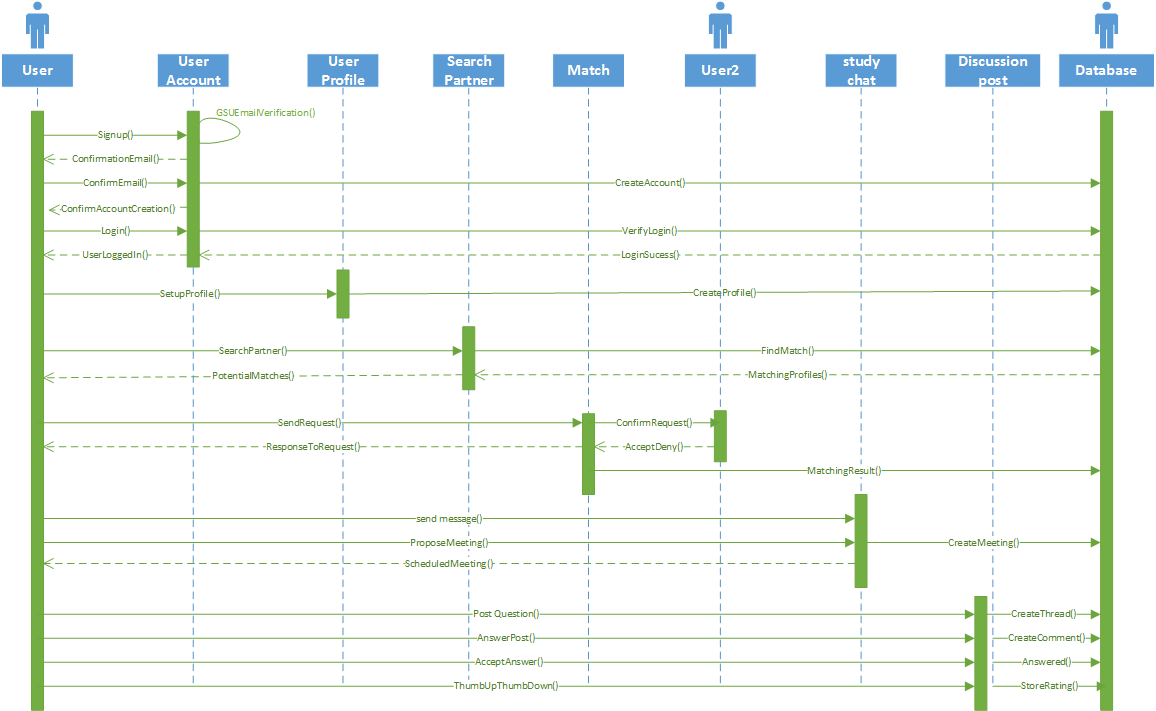 User
User
Account
User
Profile
Search
Partner
Match
User2
study
chat
Discussion
post
Database
GSUEmailVerification()
Signup()
ConfirmationEmail()
ConfirmEmail()
CreateAccount()
ConfirmAccountCreation()
Login()
VerifyLogin()
UserLoggedIn()
LoginSucess()
SetupProfile()
CreateProfile()
SearchPartner()
FindMatch()
PotentialMatches()
MatchingProfiles()
SendRequest()
ConfirmRequest()
ResponseToRequest()
AcceptDeny()
MatchingResult()
send message()
ProposeMeeting()
CreateMeeting()
ScheduledMeeting()
Post Question()
CreateThread()
AnswerPost()
CreateComment()
AcceptAnswer()
Answered()
ThumbUpThumbDown()
StoreRating()